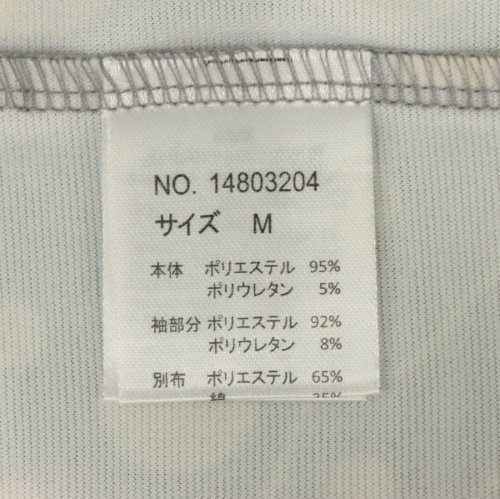 NO. 14803204
サイズ M
本体 ポリエステル 95%
ポリウレタン 5%
袖部分 ポリエステル 92%
ポリウレタン 8%
別布 ポリエステル 65%
綿 35%